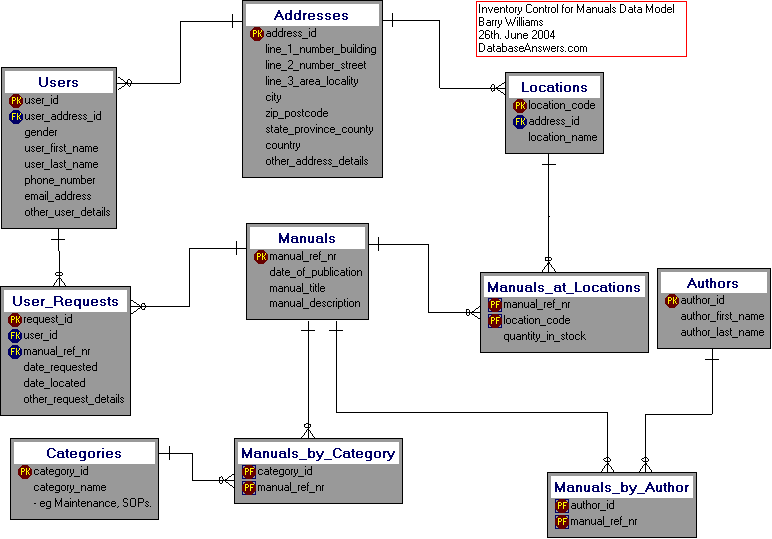 Inventory Control for Manuals Data Model
Barry Williams
26th. June 2004
DatabaseAnswers.com
Addresses
PK address_id
line_1_number_building
line_2_number_street
line_3_area_locality
city
zip_postcode
state_province_county
country
other_address_details
Users
PK user_id
FK user_address_id
gender
user_first_name
user_last_name
phone_number
email_address
other_user_details
Locations
PK location_code
FK address_id
location_name
Manuals
PK manual_ref_nr
date_of_publication
manual_title
manual_description
User_Requests
PK request_id
FK user_id
FK manual_ref_nr
date_requested
date_located
other_request_details
Manuals_at_Locations
PF manual_ref_nr
PF location_code
quantity_in_stock
Authors
PK author_id
author_first_name
author_last_name
Categories
PK category_id
category_name
- eg Maintenance, SOPs.
Manuals_by_Category
PF category_id
PF manual_ref_nr
Manuals_by_Author
PF author_id
PF manual_ref_nr